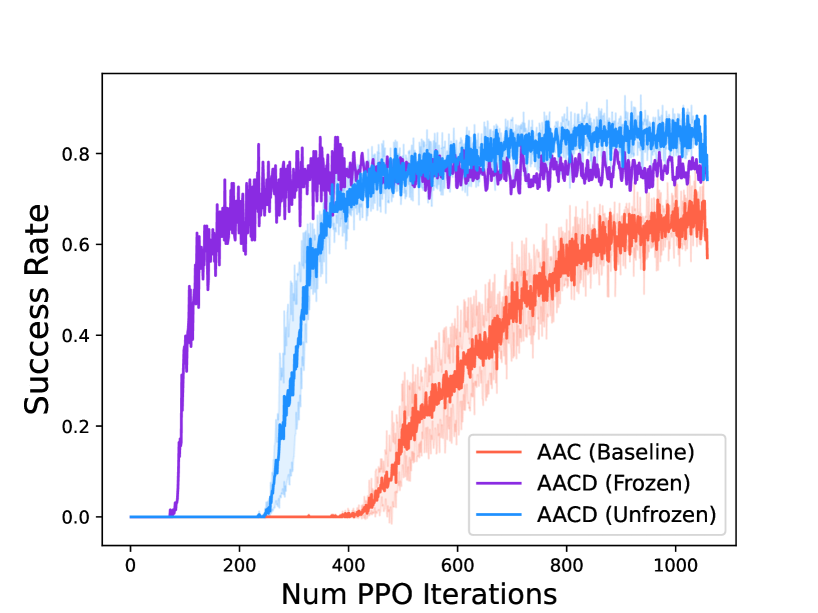 Success Rate
0.8
0.6
0.4
0.2
0.0
0 200 400 600 800 1000
Num PPO Iterations
AAC (Baseline)
AACD (Frozen)
AACD (Unfrozen)